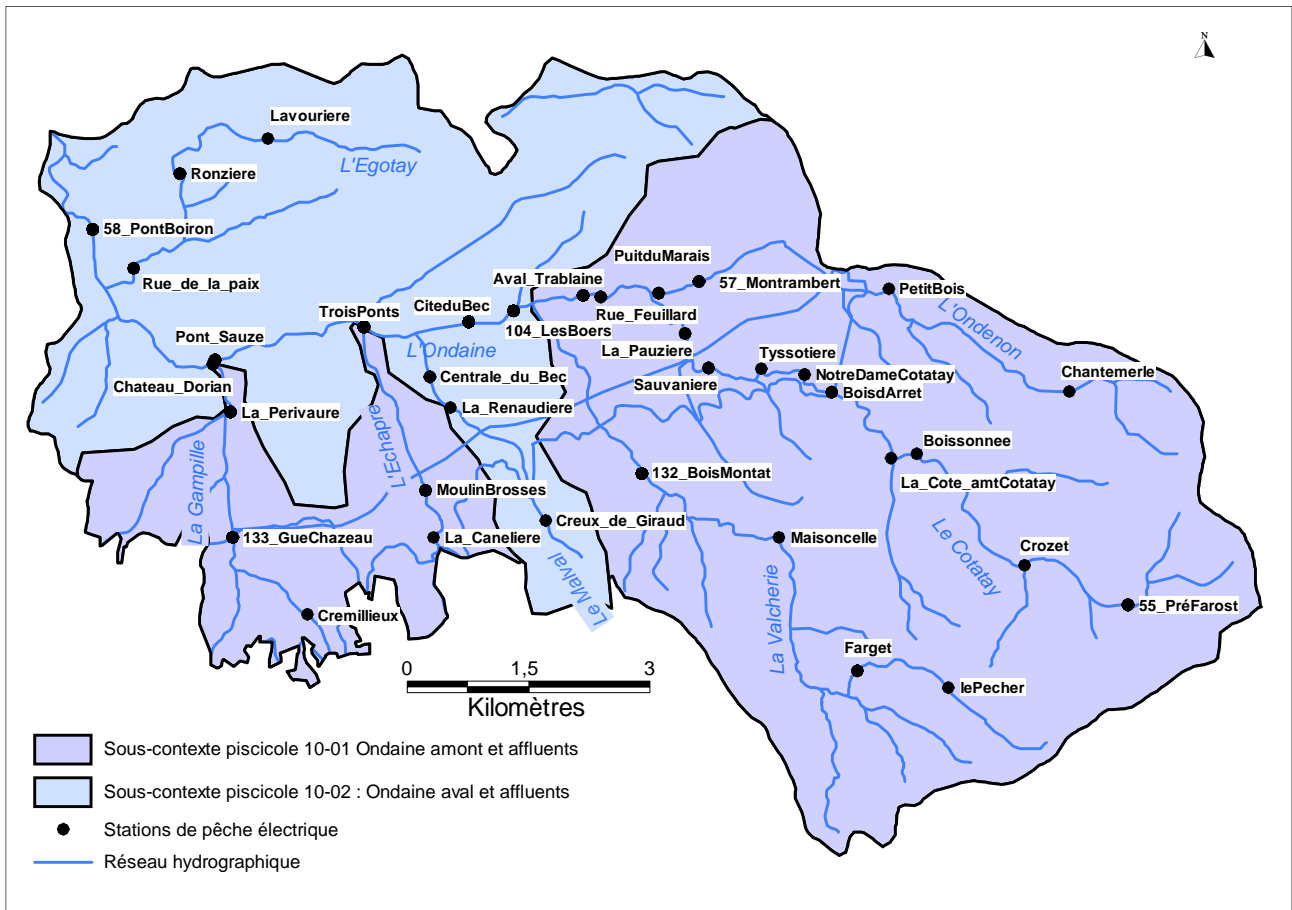 N
Lavouriere
L'Egotay
Ronziere
58_PontBoiron
Rue_de_la_paix
PuitduMarais
Aval_Trablaine
57_Montrambert
PetitBois
TroisPonts
CiteduBec
Rue_Feuillard
L'Ondenon
104_LesBoers
Pont_Sauze
L'Ondaine
La_Pauziere
Tyssotiere
Chateau_Dorian
Centrale_du_Bec
Sauvaniere
NotreDameCotatay
Chantemerle
BoisdArret
La_Perivaure
La_Renaudiere
L'Echapre
Boissonnee
La_Cote_amtCotatay
132_BoisMontat
La Gampille
MoulinBrosses
Creux_de_Giraud
133_GueChazeau
La_Caneliere
Maisoncelle
Le Cotatay
Crozet
Le Malval
Cremillieux
55_PréFarost
La Valcherie
Farget
lePecher
0 1,5 3
Kilomètres
Sous-contexte piscicole 10-01 Ondaine amont et affluents
Sous-contexte piscicole 10-02 : Ondaine aval et affluents
Stations de pêche électrique
Réseau hydrographique